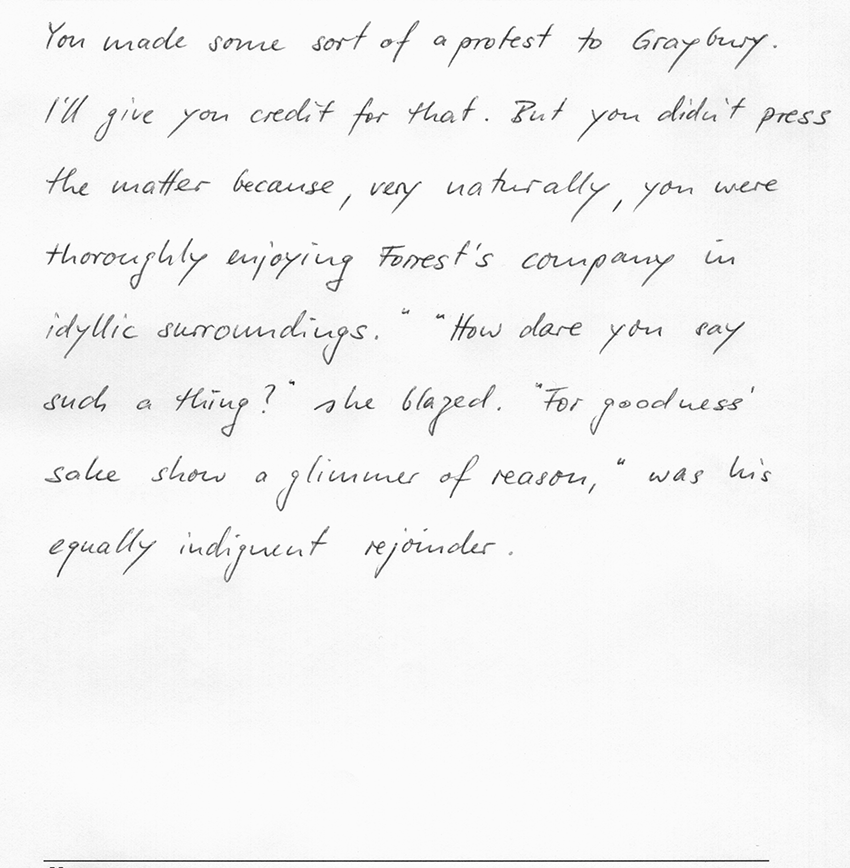 You made some sort of a protest to Graybury.
I'll give you credit for that. But you didn't press
the matter because, very naturally, you were
thoroughly enjoying Forrest's company in
idyllic surroundings." "How dare you say
such a thing?" she blazed. "For goodness'
sake show a glimmer of reason," was his
equally indignent rejoinder.